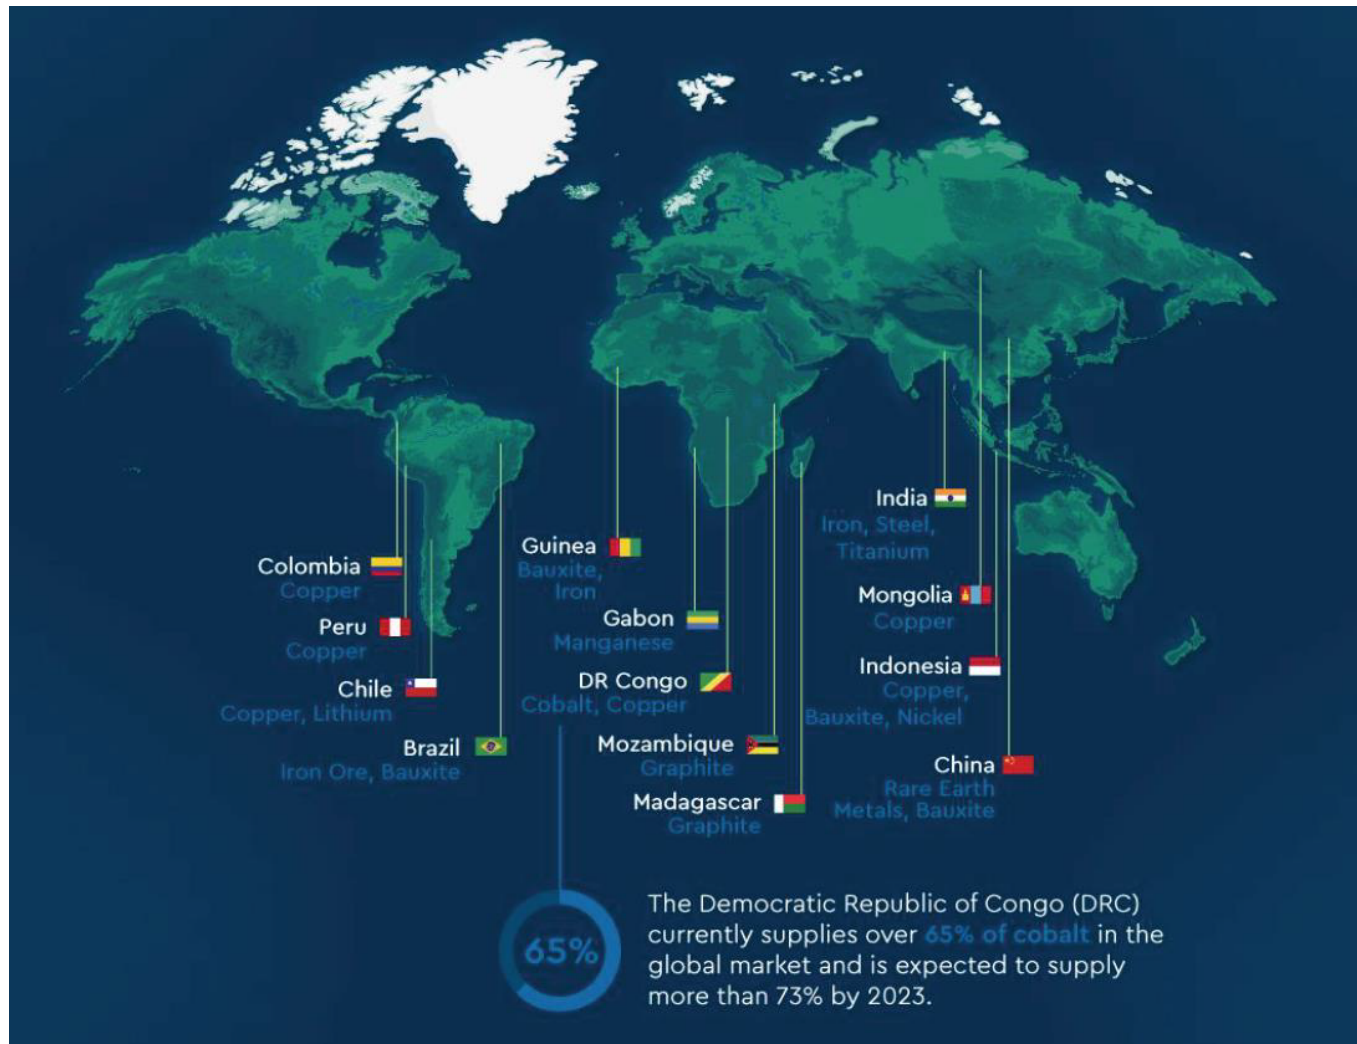 Colombia
Copper
Peru
Copper
Chile
Copper, Lithium
Brazil
Iron Ore, Bauxite
Guinea
Bauxite,
Iron
Gabon
Manganese
DR Congo
Cobalt, Copper
Mozambique
Graphite
Madagascar
Graphite
India
Iron, Steel,
Titanium
Mongolia
Copper
Indonesia
Copper,
Bauxite, Nickel
China
Rare Earth
Metals, Bauxite
65%
The Democratic Republic of Congo (DRC)
currently supplies over 65% of cobalt in the
global market and is expected to supply
more than 73% by 2023.